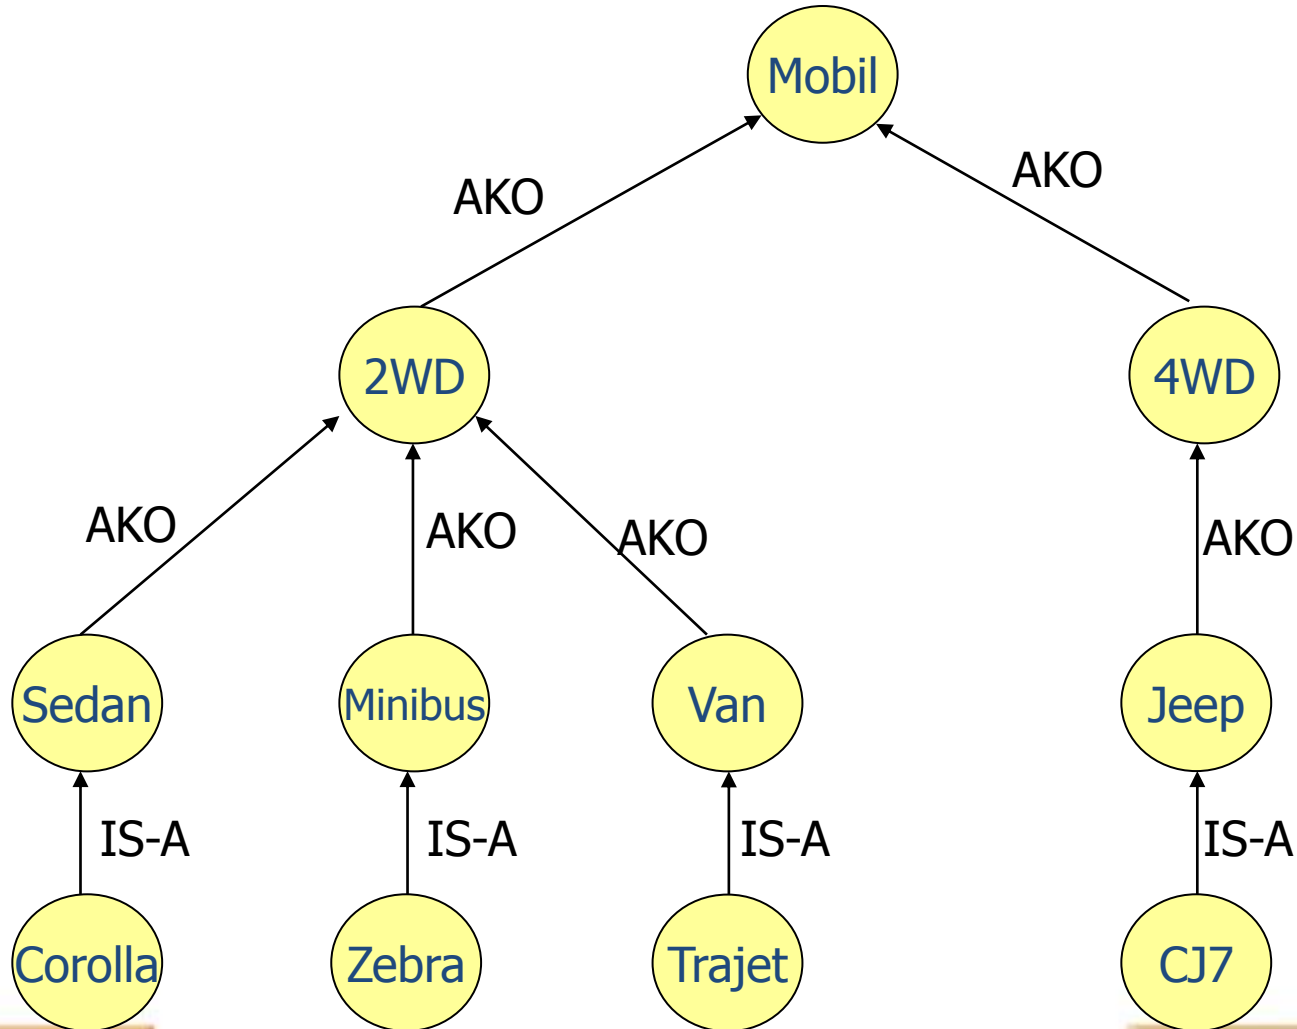 Mobil
AKO
AKO
2WD
4WD
AKO
AKO
AKO
AKO
Sedan
Minibus
Van
Jeep
IS-A
IS-A
IS-A
IS-A
Corolla
Zebra
Trajet
CJ7